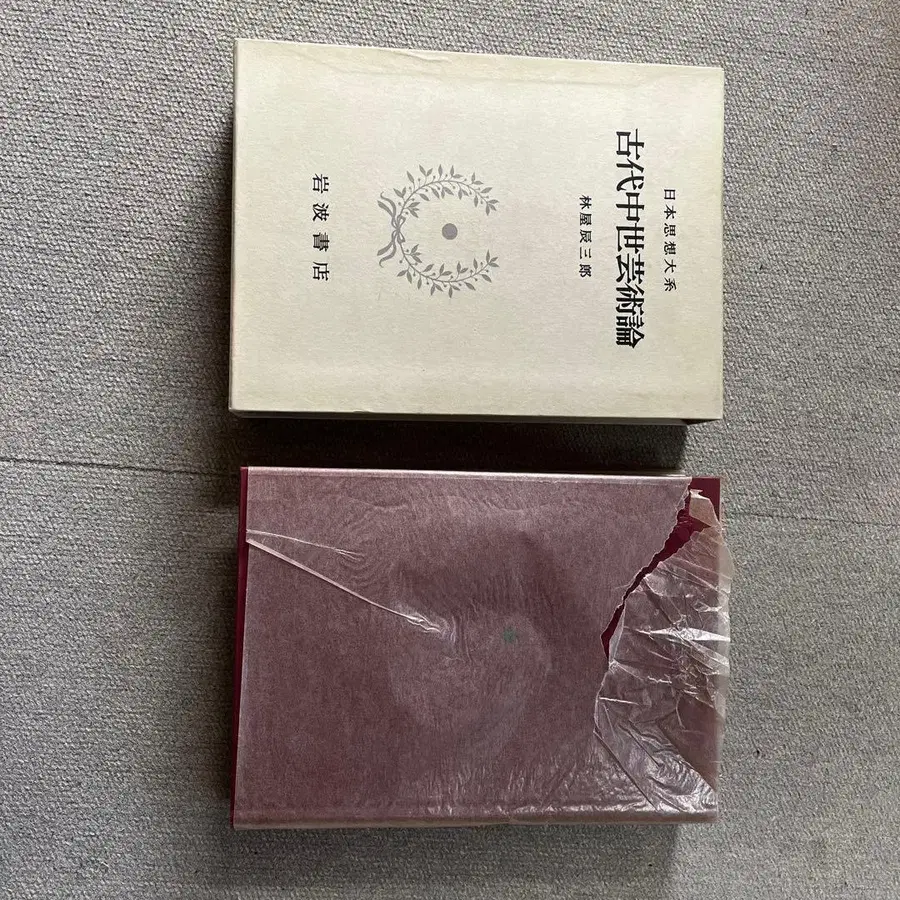 日本思想大系
古代中世芸術論
林屋辰三郎
岩波書店